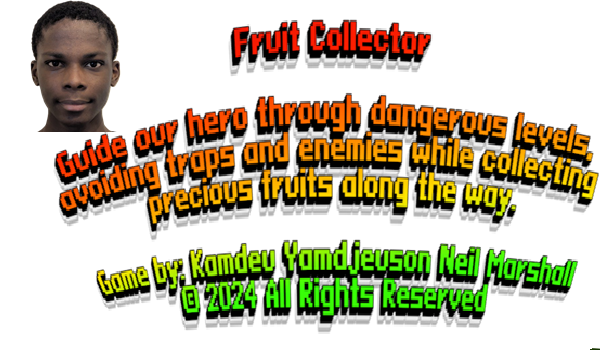 Fruit Collector
Guide our hero through dangerous levels,
avoiding traps and enemies while collecting
precious fruits along the way.
Game by: Kamdeu Yamdjeuson Neil Marshall
© 2024 All Rights Reserved